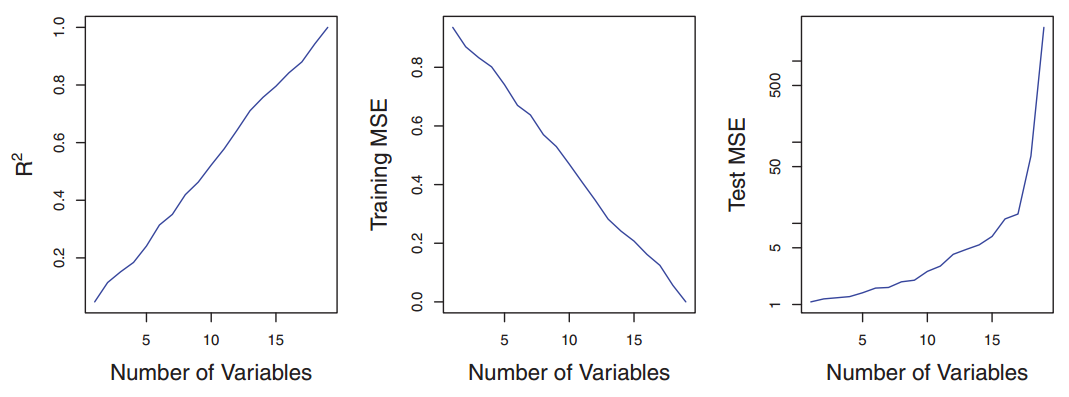 R²
1.0
0.8
0.6
0.4
0.2
5 10 15
Number of Variables
Training MSE
0.8
0.6
0.4
0.2
0.0
5 10 15
Number of Variables
Test MSE
500
50
5
1
5 10 15
Number of Variables